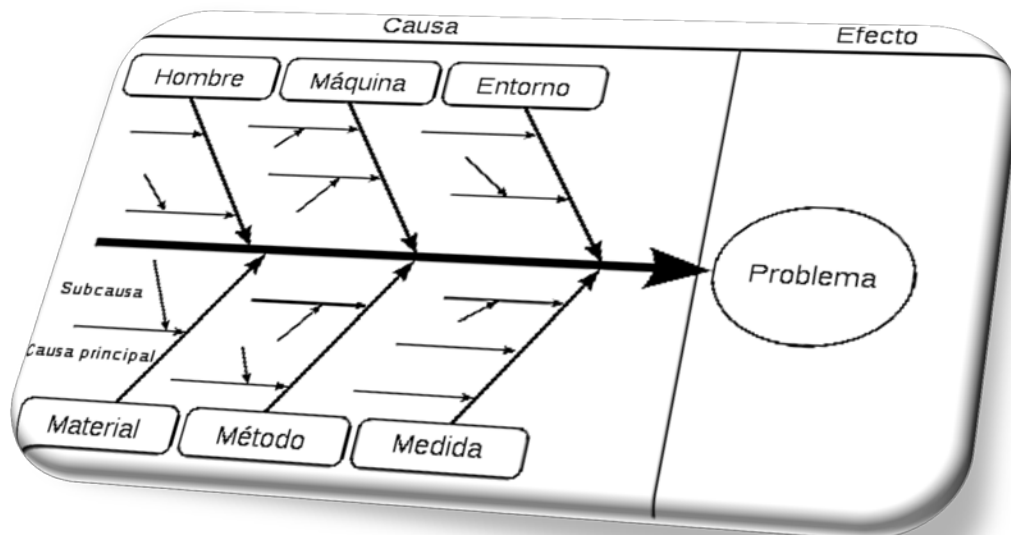 Causa
Efecto
Hombre
Máquina
Entorno
Problema
Subcausa
Causa principal
Material
Método
Medida